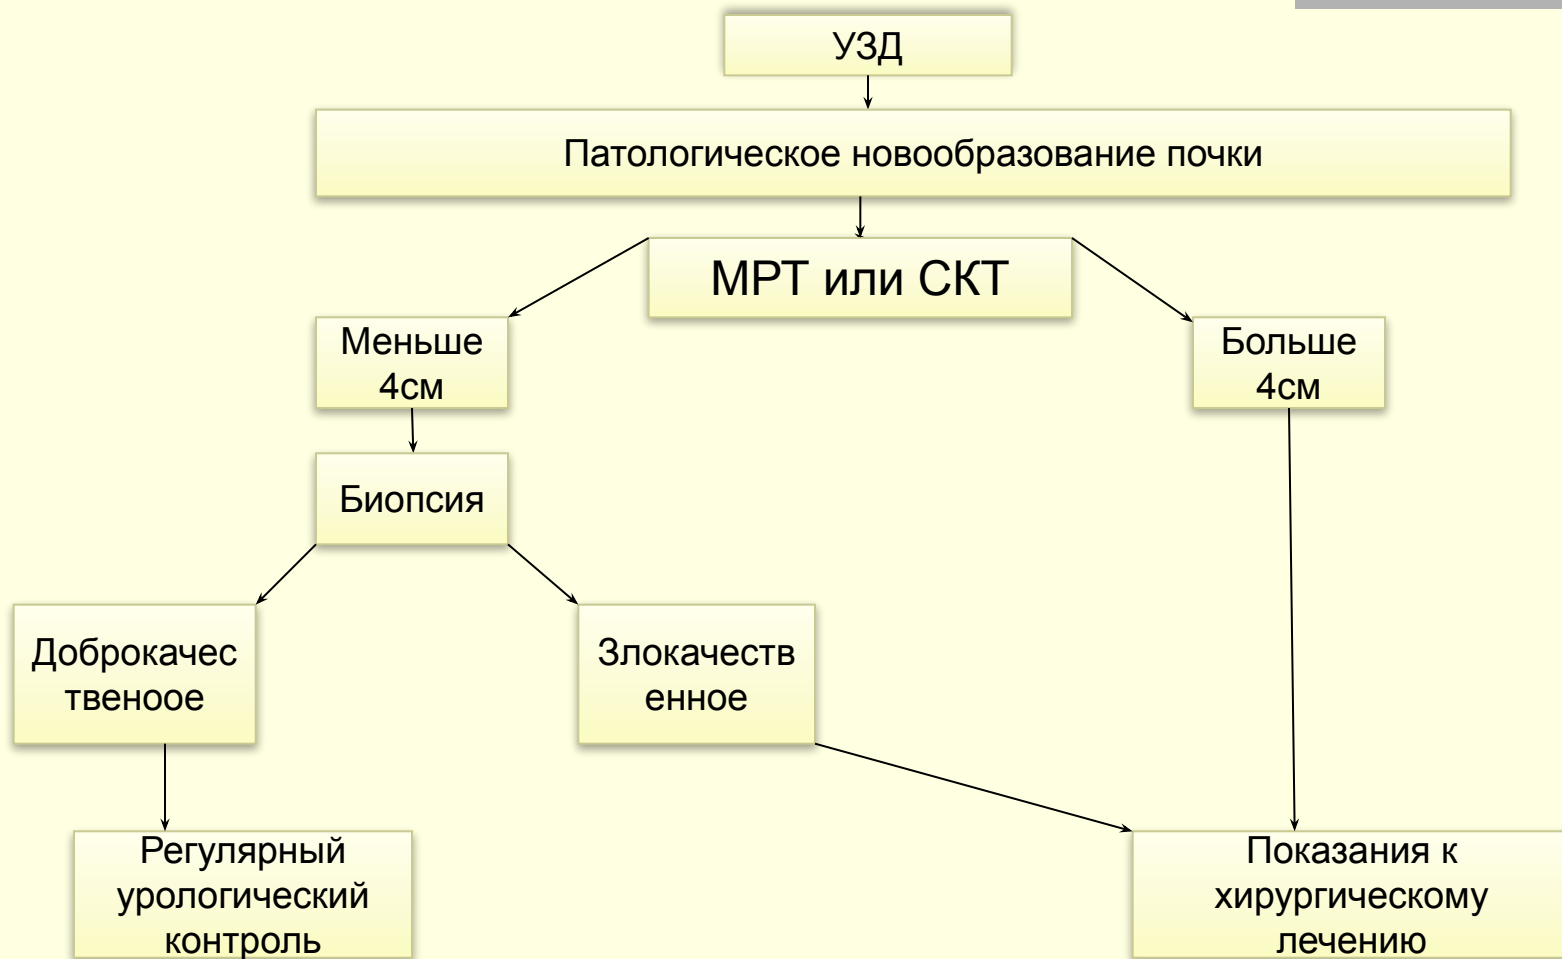 УЗД
Патологическое новообразование почки
МРТ или СКТ
Меньше
4см
Больше
4см
Биопсия
Доброкачес
твеноое
Злокачеств
енное
Регулярный
урологический
контроль
Показания к
хирургическому
лечению